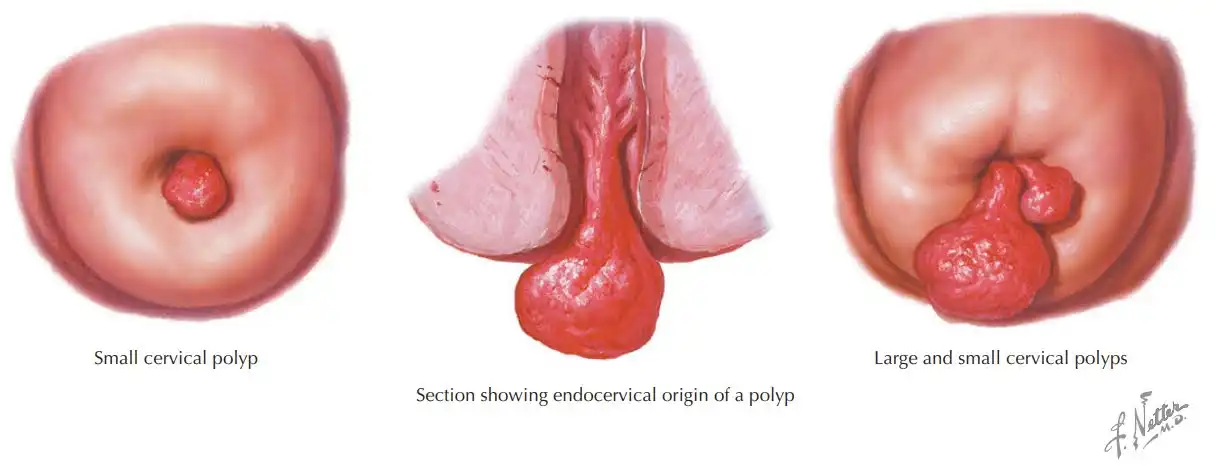 Small cervical polyp
Section showing endocervical origin of a polyp
Large and small cervical polyps
F. Netter
M.D.